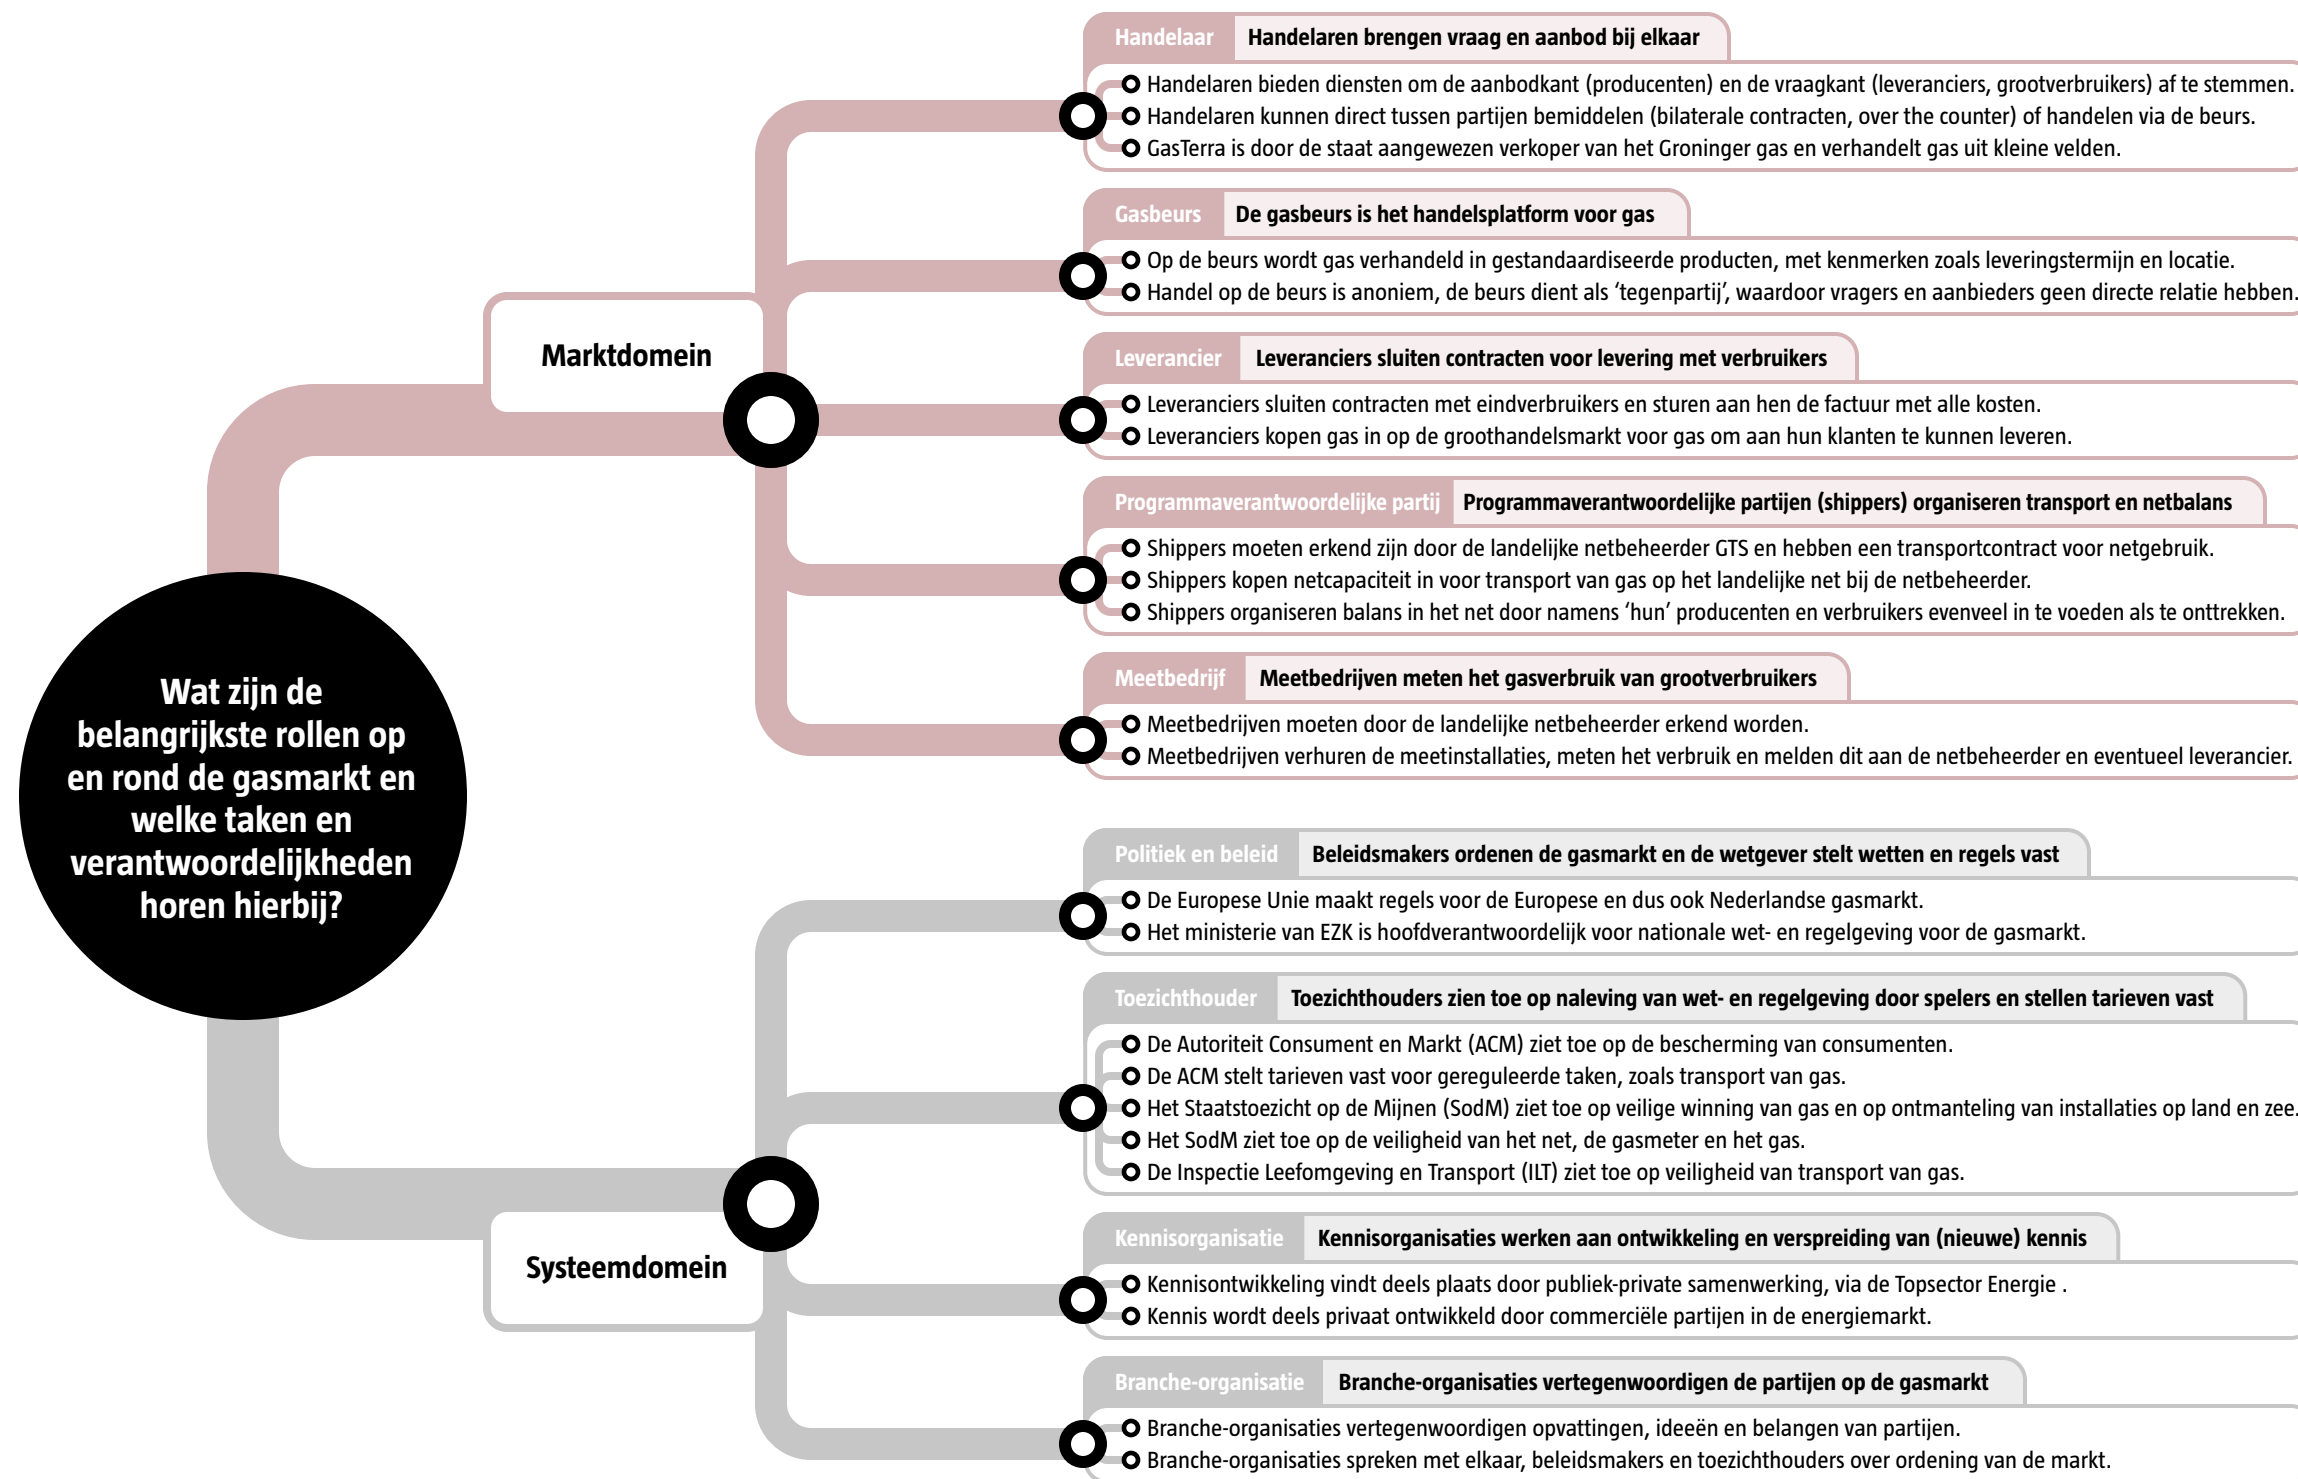 Wat zijn de
belangrijkste rollen op
en rond de gasmarkt en
welke taken en
verantwoordelijkheden
horen hierbij?
Marktdomein
Handelaar Handelaren brengen vraag en aanbod bij elkaar
Handelaren bieden diensten om de aanbodkant (producenten) en de vraagkant (leveranciers, grootverbruikers) af te stemmen.
Handelaren kunnen direct tussen partijen bemiddelen (bilaterale contracten, over the counter) of handelen via de beurs.
GasTerra is door de staat aangewezen verkoper van het Groninger gas en verhandelt gas uit kleine velden.
Gasbeurs De gasbeurs is het handelsplatform voor gas
Op de beurs wordt gas verhandeld in gestandaardiseerde producten, met kenmerken zoals leveringstermijn en locatie.
Handel op de beurs is anoniem, de beurs dient als ‘tegenpartij’, waardoor vragers en aanbieders geen directe relatie hebben.
Leverancier Leveranciers sluiten contracten voor levering met verbruikers
Leveranciers sluiten contracten met eindverbruikers en sturen aan hen de factuur met alle kosten.
Leveranciers kopen gas in op de groothandelsmarkt voor gas om aan hun klanten te kunnen leveren.
Programmaverantwoordelijke partij Programmaverantwoordelijke partijen (shippers) organiseren transport en netbalans
Shippers moeten erkend zijn door de landelijke netbeheerder GTS en hebben een transportcontract voor netgebruik.
Shippers kopen netcapaciteit in voor transport van gas op het landelijke net bij de netbeheerder.
Shippers organiseren balans in het net door namens ‘hun’ producenten en verbruikers evenveel in te voeden als te onttrekken.
Meetbedrijf Meetbedrijven meten het gasverbruik van grootverbruikers
Meetbedrijven moeten door de landelijke netbeheerder erkend worden.
Meetbedrijven verhuren de meetinstallaties, meten het verbruik en melden dit aan de netbeheerder en eventueel leverancier.
Systeemdomein
Politiek en beleid Beleidsmakers ordenen de gasmarkt en de wetgever stelt wetten en regels vast
De Europese Unie maakt regels voor de Europese en dus ook Nederlandse gasmarkt.
Het ministerie van EZK is hoofdverantwoordelijk voor nationale wet- en regelgeving voor de gasmarkt.
Toezichthouder Toezichthouders zien toe op naleving van wet- en regelgeving door spelers en stellen tarieven vast
De Autoriteit Consument en Markt (ACM) ziet toe op de bescherming van consumenten.
De ACM stelt tarieven vast voor gereguleerde taken, zoals transport van gas.
Het Staatstoezicht op de Mijnen (SodM) ziet toe op veilige winning van gas en op ontmanteling van installaties op land en zee.
Het SodM ziet toe op de veiligheid van het net, de gasmeter en het gas.
De Inspectie Leefomgeving en Transport (ILT) ziet toe op veiligheid van transport van gas.
Kennisorganisatie Kennisorganisaties werken aan ontwikkeling en verspreiding van (nieuwe) kennis
Kennisontwikkeling vindt deels plaats door publiek-private samenwerking, via de Topsector Energie .
Kennis wordt deels privaat ontwikkeld door commerciële partijen in de energiemarkt.
Branche-organisatie Branche-organisaties vertegenwoordigen de partijen op de gasmarkt
Branche-organisaties vertegenwoordigen opvattingen, ideeën en belangen van partijen.
Branche-organisaties spreken met elkaar, beleidsmakers en toezichthouders over ordening van de markt.